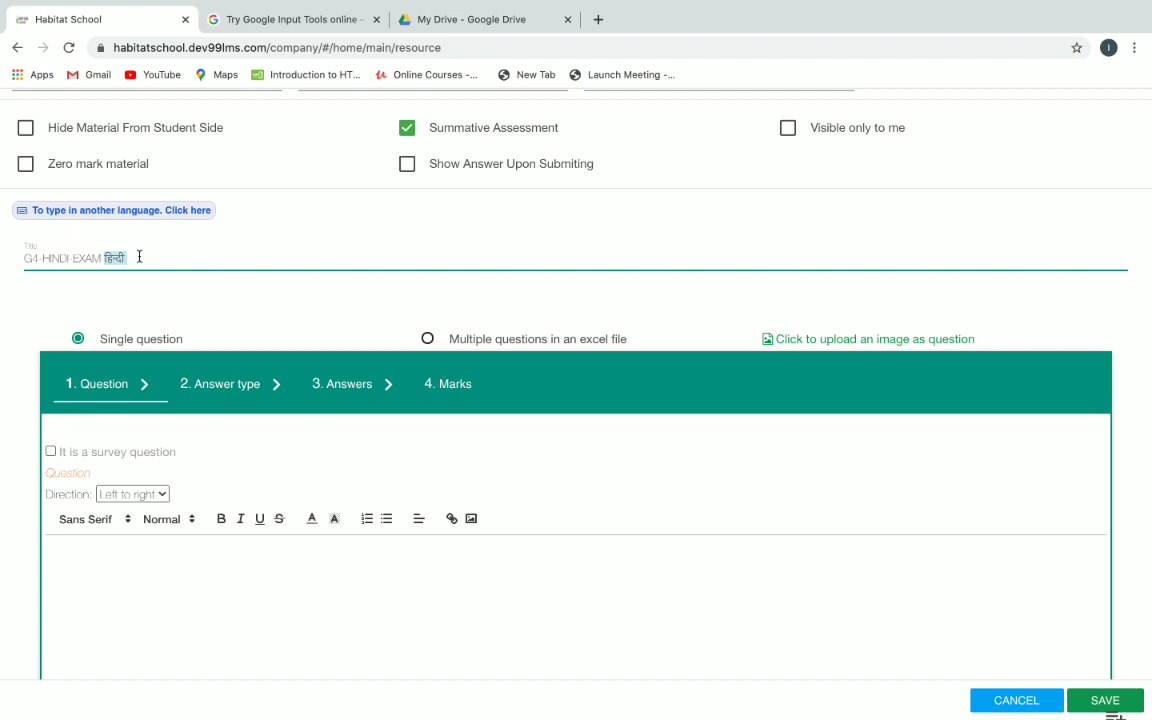 Habitat School
Try Google Input Tools online –
My Drive - Google Drive
habitatschool.dev99lms.com/company/#/home/main/resource
Apps Gmail YouTube Maps Introduction to HT... Online Courses -... New Tab Launch Meeting -...
Hide Material From Student Side Summative Assessment Visible only to me
Zero mark material Show Answer Upon Submiting
To type in another language. Click here
Title
G4-HINDI-EXAM हिन्दी
Single question Multiple questions in an excel file Click to upload an image as question
1. Question 2. Answer type 3. Answers 4. Marks
It is a survey question
Question
Direction: Left to right
Sans Serif Normal B I U S A A
CANCEL SAVE